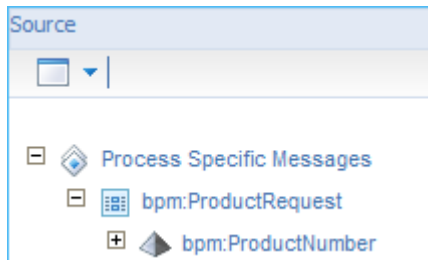 Source
Process Specific Messages
bpm:ProductRequest
bpm:ProductNumber